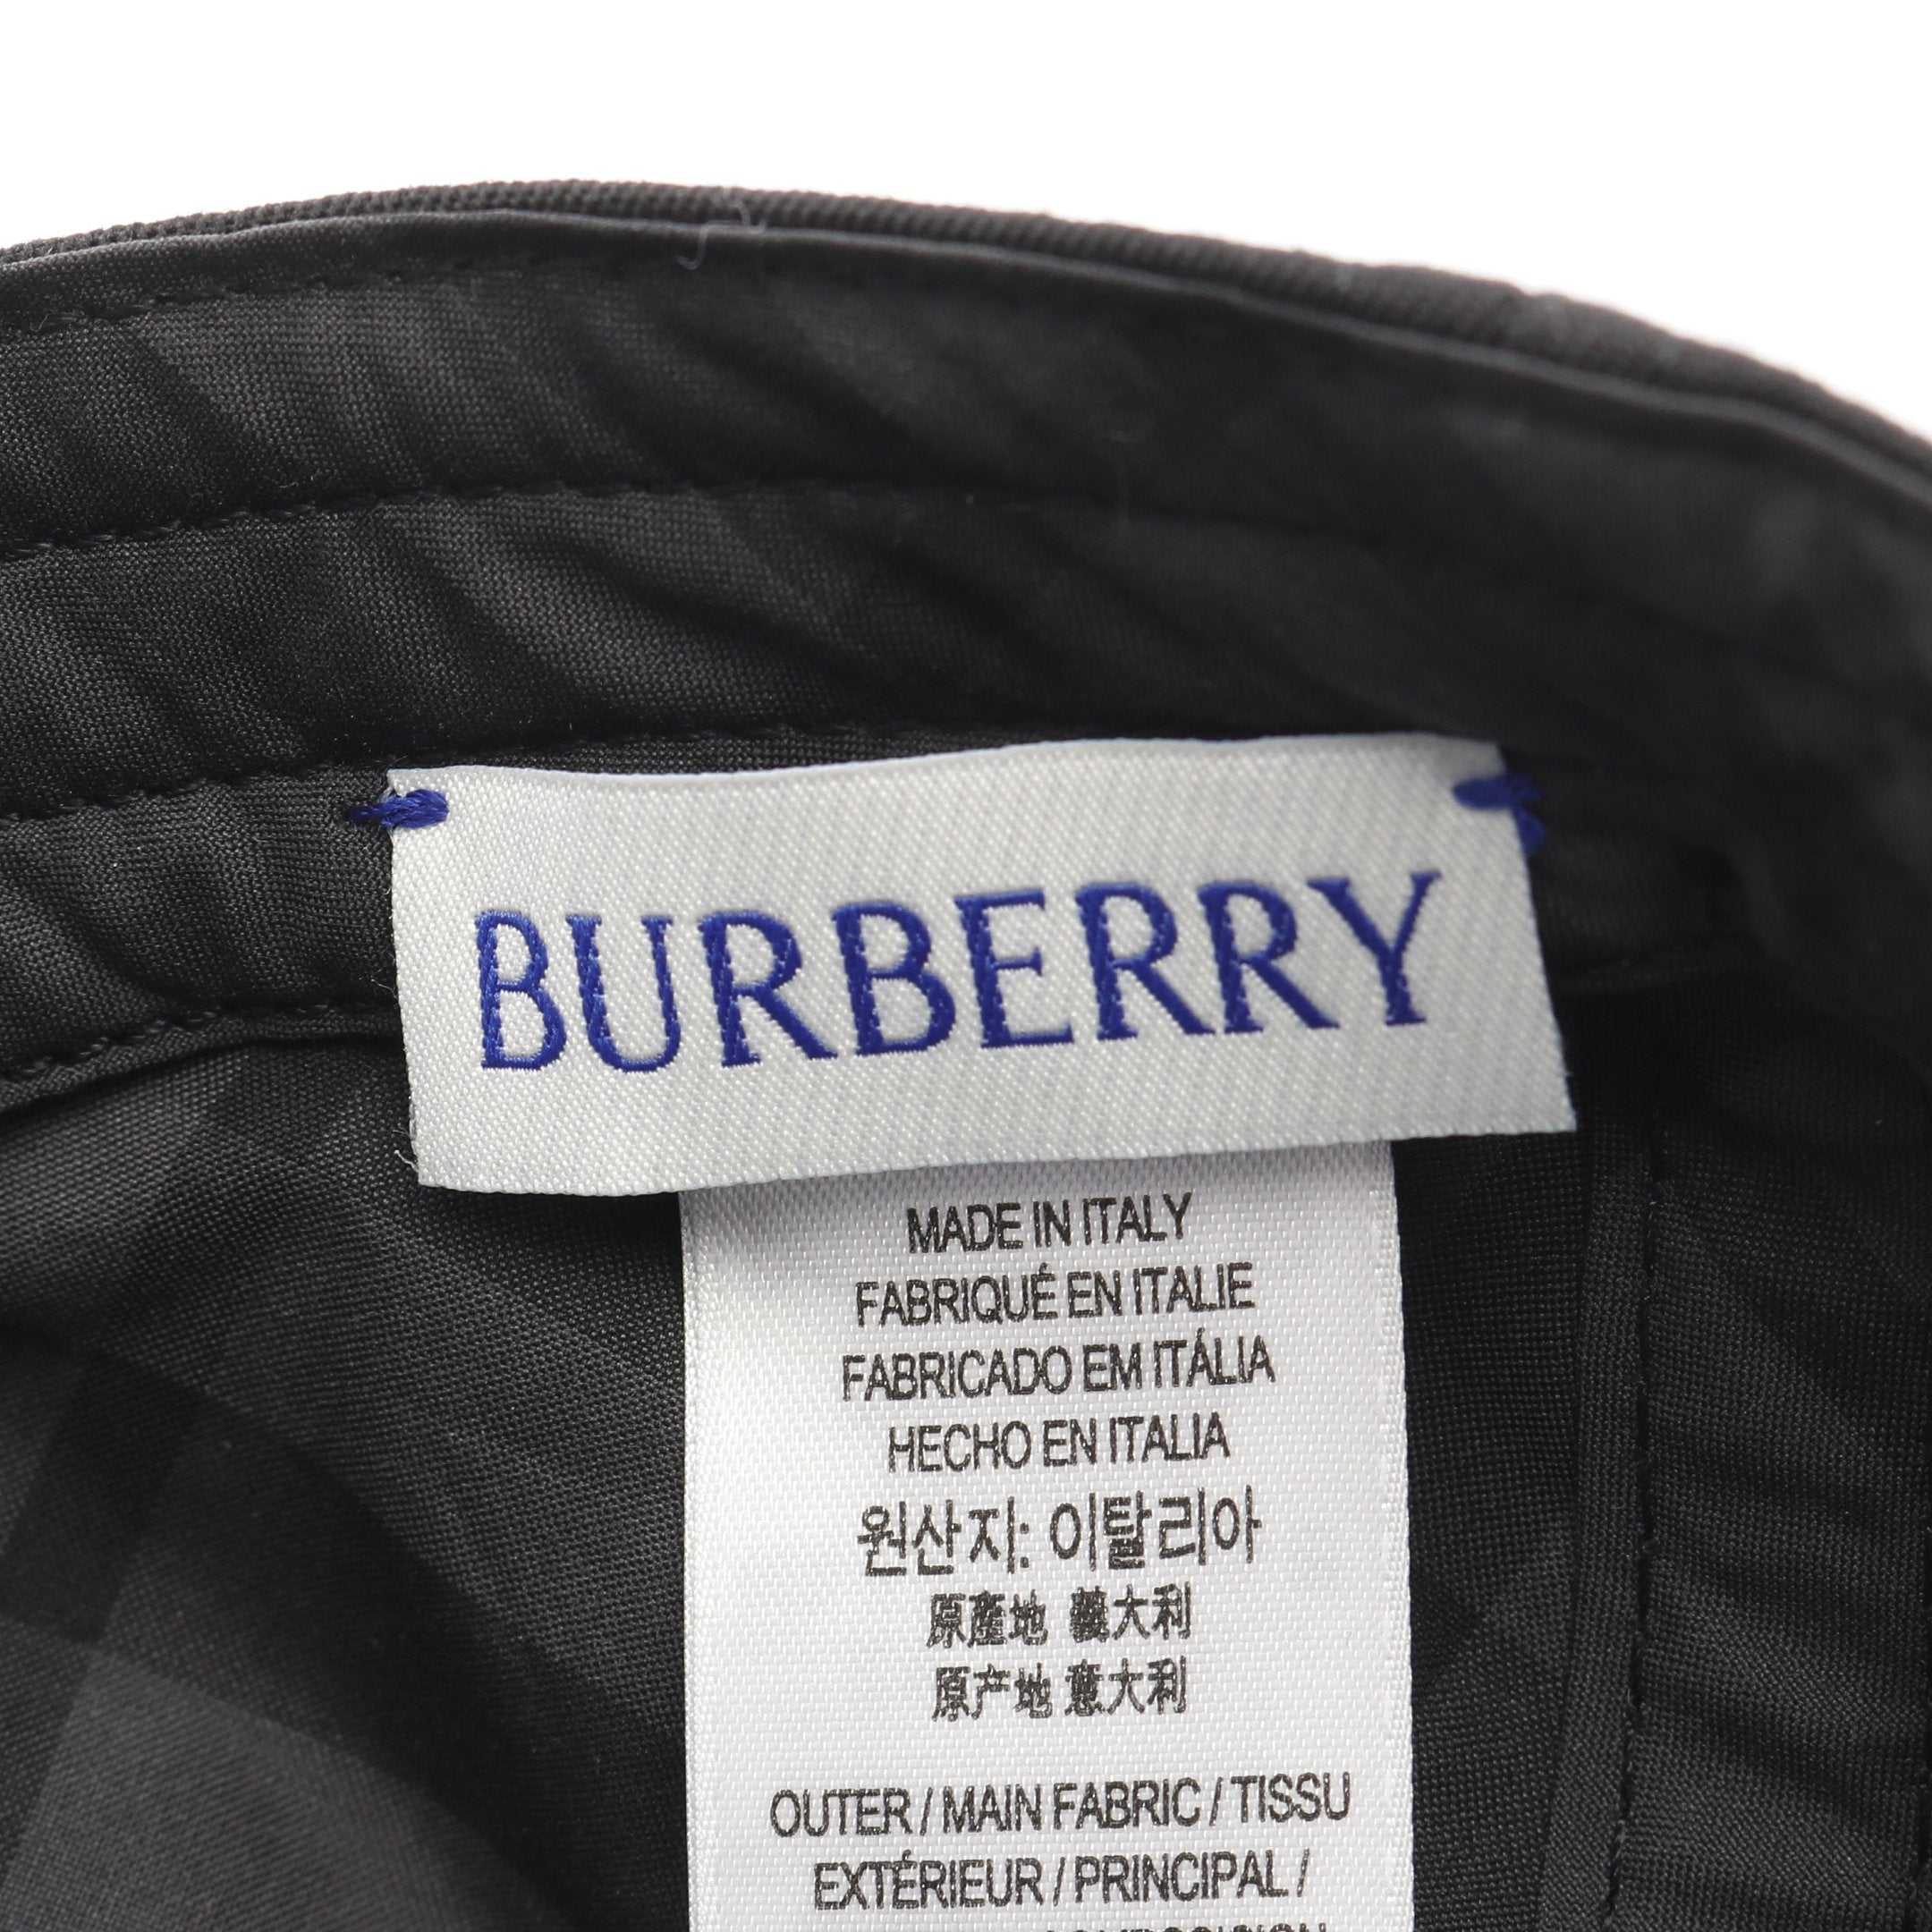 BURBERRY
MADE IN ITALY
FABRIQUÉ EN ITALIE
FABRICADO EM ITÁLIA
HECHO EN ITALIA
원산지: 이탈리아
原產地 義大利
原产地 意大利
OUTER / MAIN FABRIC / TISSU
EXTÉRIEUR / PRINCIPAL /